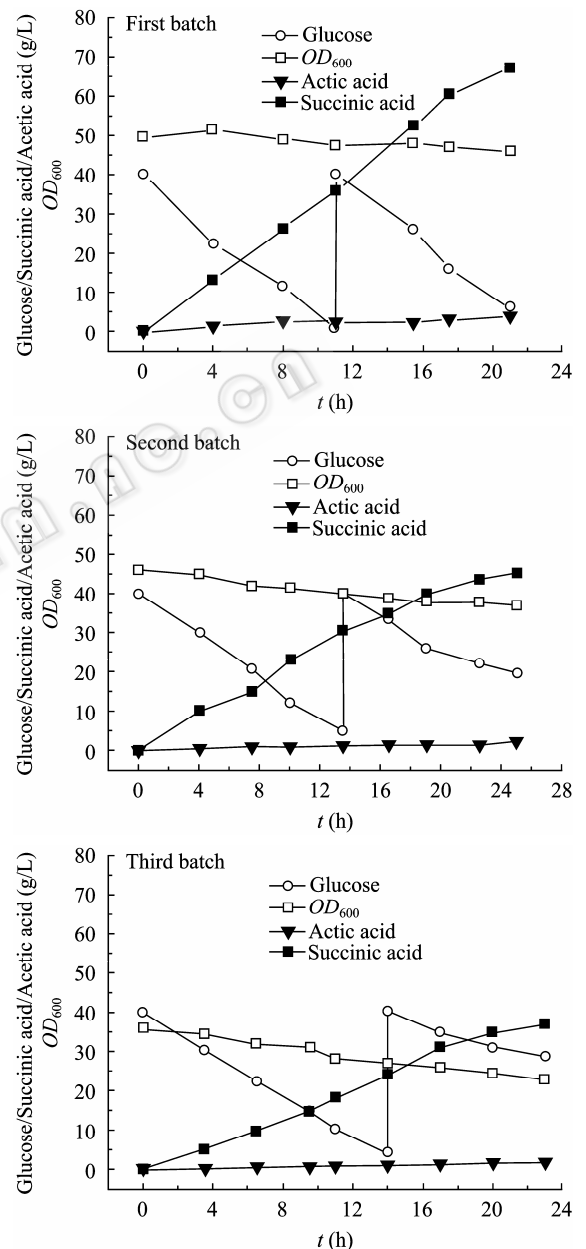 First batch
Glucose
OD600
Actic acid
Succinic acid
Glucose/Succinic acid/Acetic acid (g/L)
OD600
80
70
60
50
40
30
20
10
0
0 4 8 12 16 20 24
t (h)
Second batch
Glucose
OD600
Actic acid
Succinic acid
Glucose/Succinic acid/Acetic acid (g/L)
OD600
80
70
60
50
40
30
20
10
0
0 4 8 12 16 20 24 28
t (h)
Third batch
Glucose
OD600
Actic acid
Succinic acid
Glucose/Succinic acid/Acetic acid (g/L)
OD600
80
70
60
50
40
30
20
10
0
0 4 8 12 16 20 24
t (h)